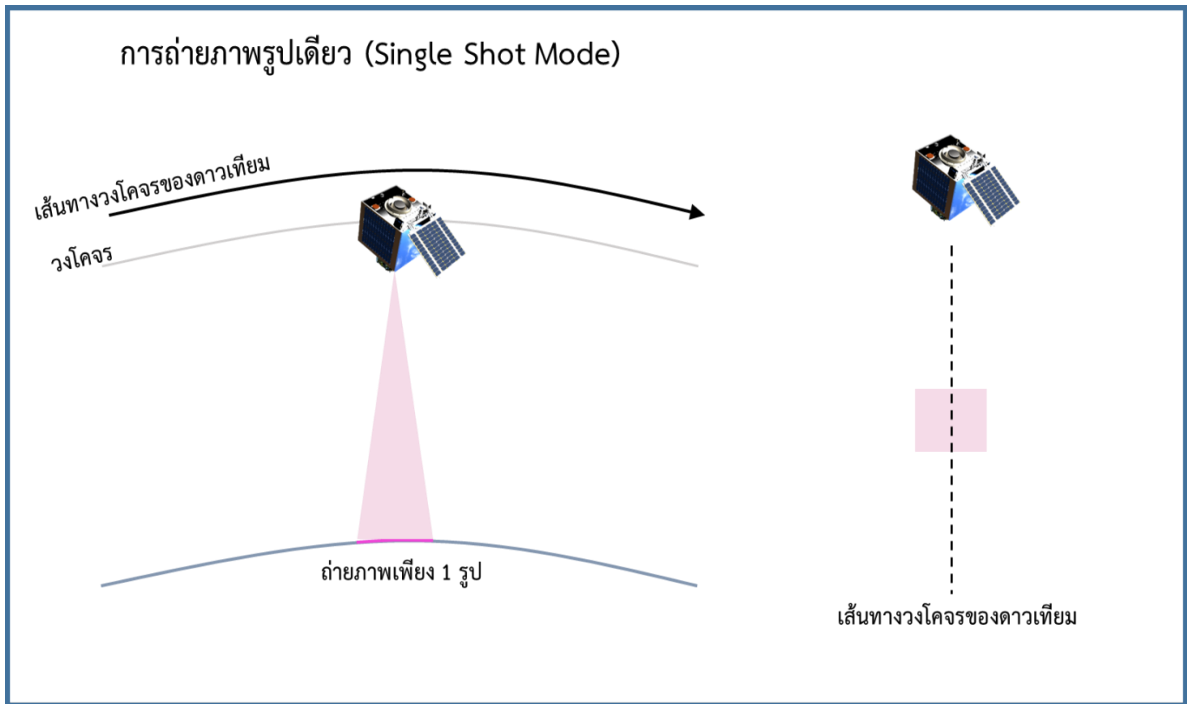 การถ่ายภาพรูปเดียว (Single Shot Mode)
เส้นทางวงโคจรของดาวเทียม
วงโคจร
ถ่ายภาพเพียง 1 รูป
เส้นทางวงโคจรของดาวเทียม